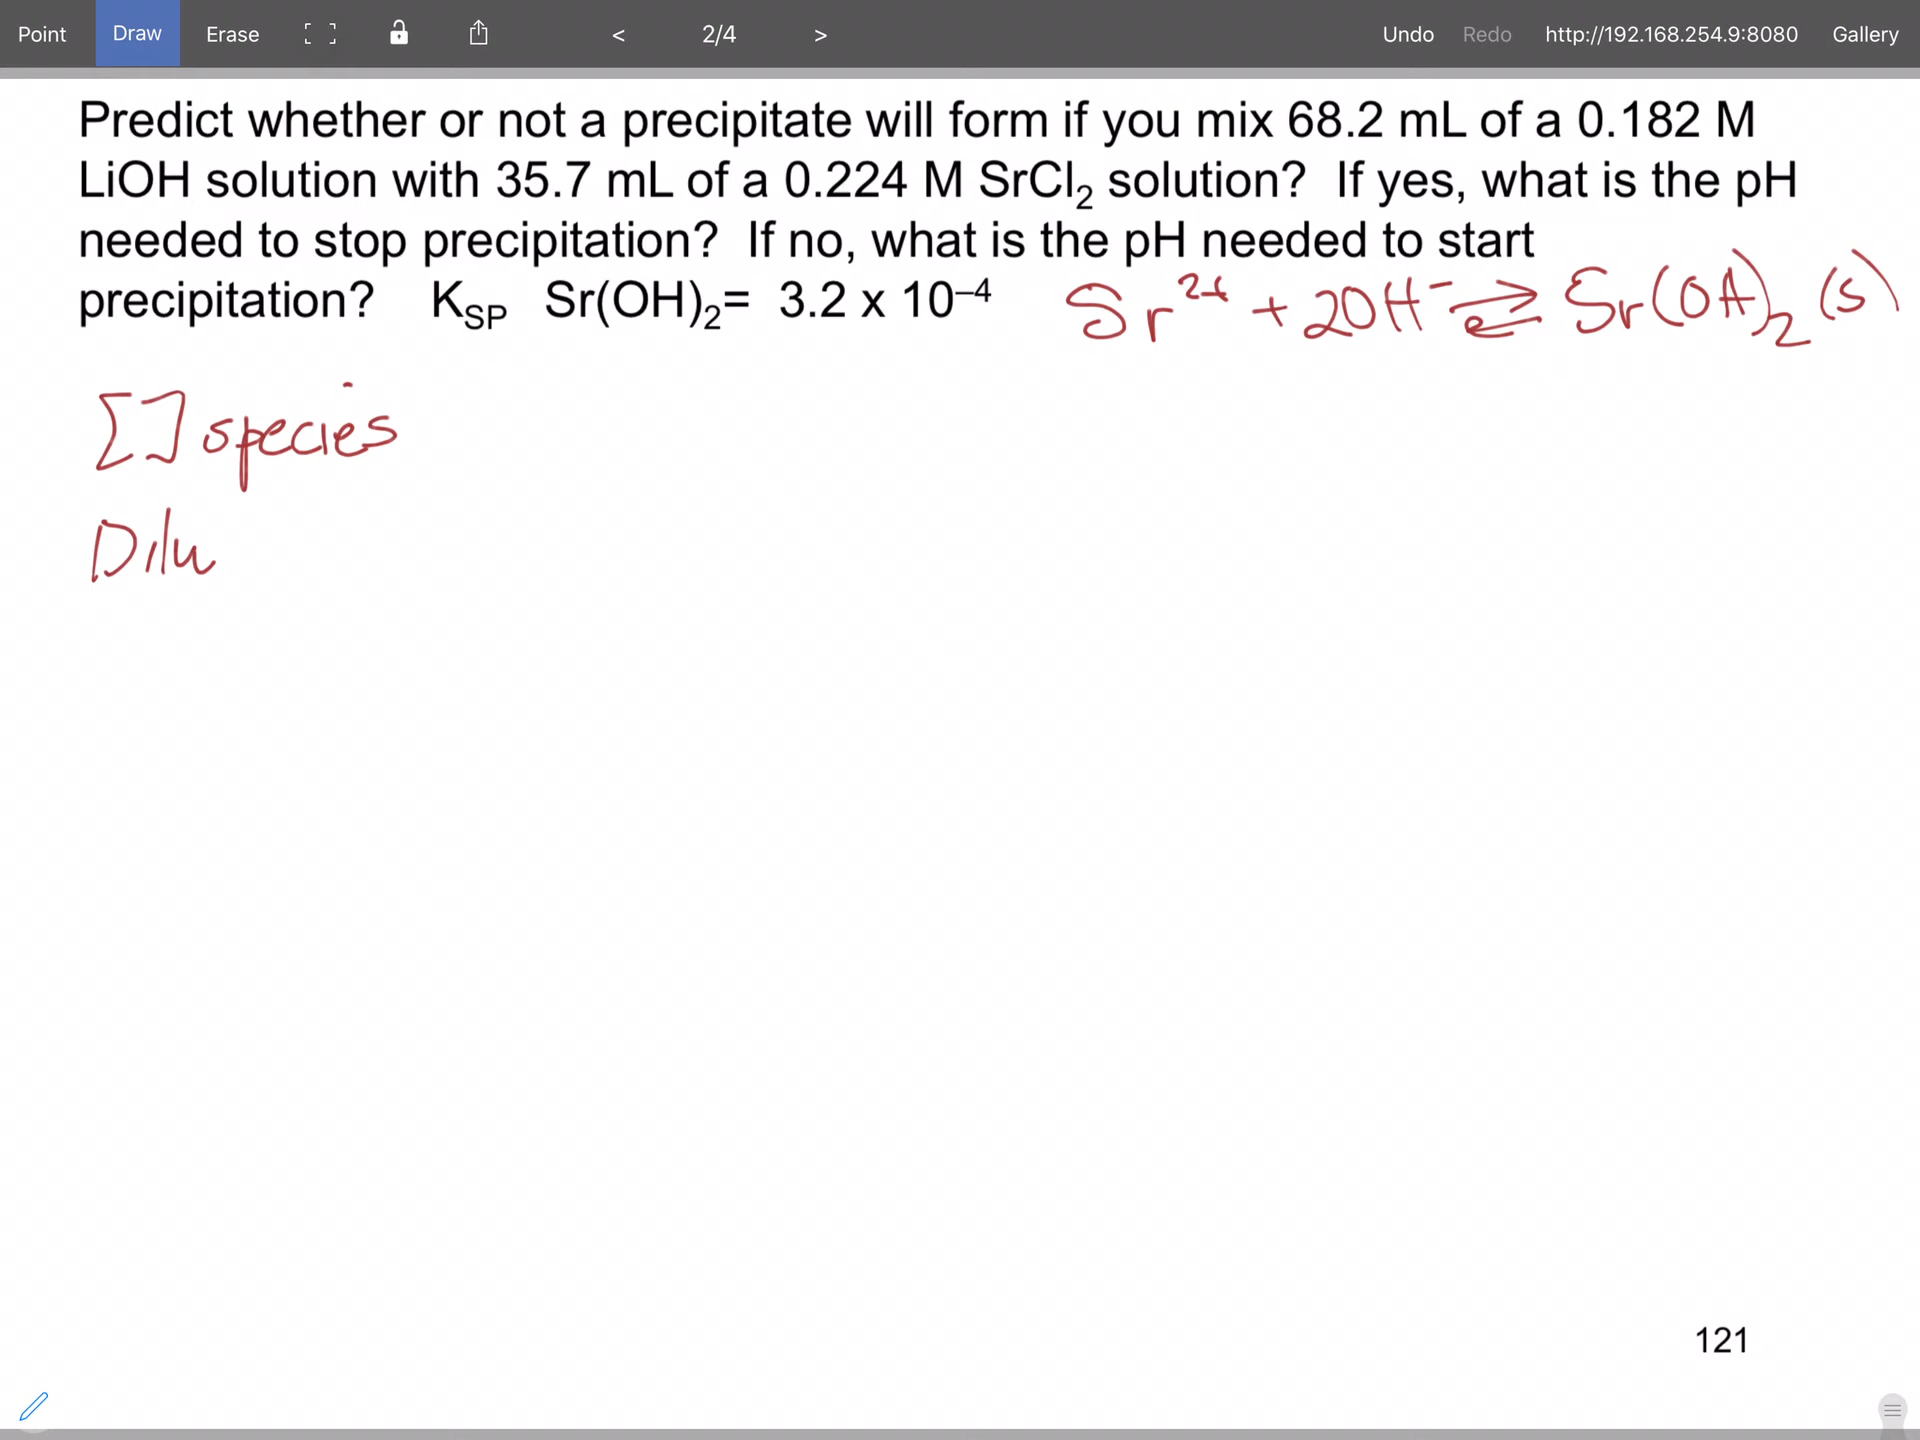 Point Draw Erase < 2/4 > Undo Redo http://192.168.254.9:8080 Gallery
Predict whether or not a precipitate will form if you mix 68.2 mL of a 0.182 M
LiOH solution with 35.7 mL of a 0.224 M SrCl₂ solution? If yes, what is the pH
needed to stop precipitation? If no, what is the pH needed to start
precipitation? K_SP Sr(OH)₂= 3.2 x 10⁻⁴ Sr²⁺ + 2OH⁻ ⇌ Sr(OH)₂ (s)
[ ] species
Dilu
121